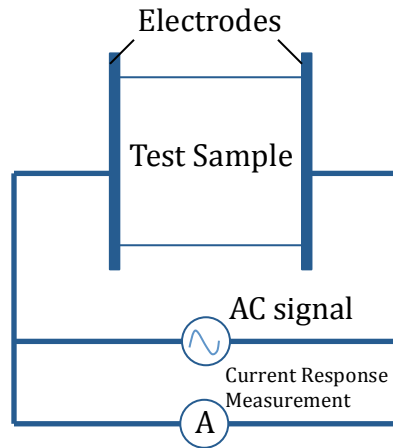 Electrodes
Test Sample
AC signal
Current Response
Measurement
A